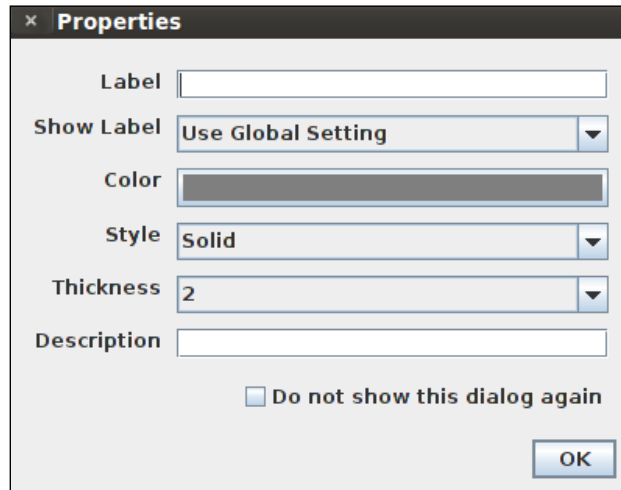 × Properties
Label
Show Label Use Global Setting
Color
Style Solid
Thickness 2
Description
Do not show this dialog again
OK